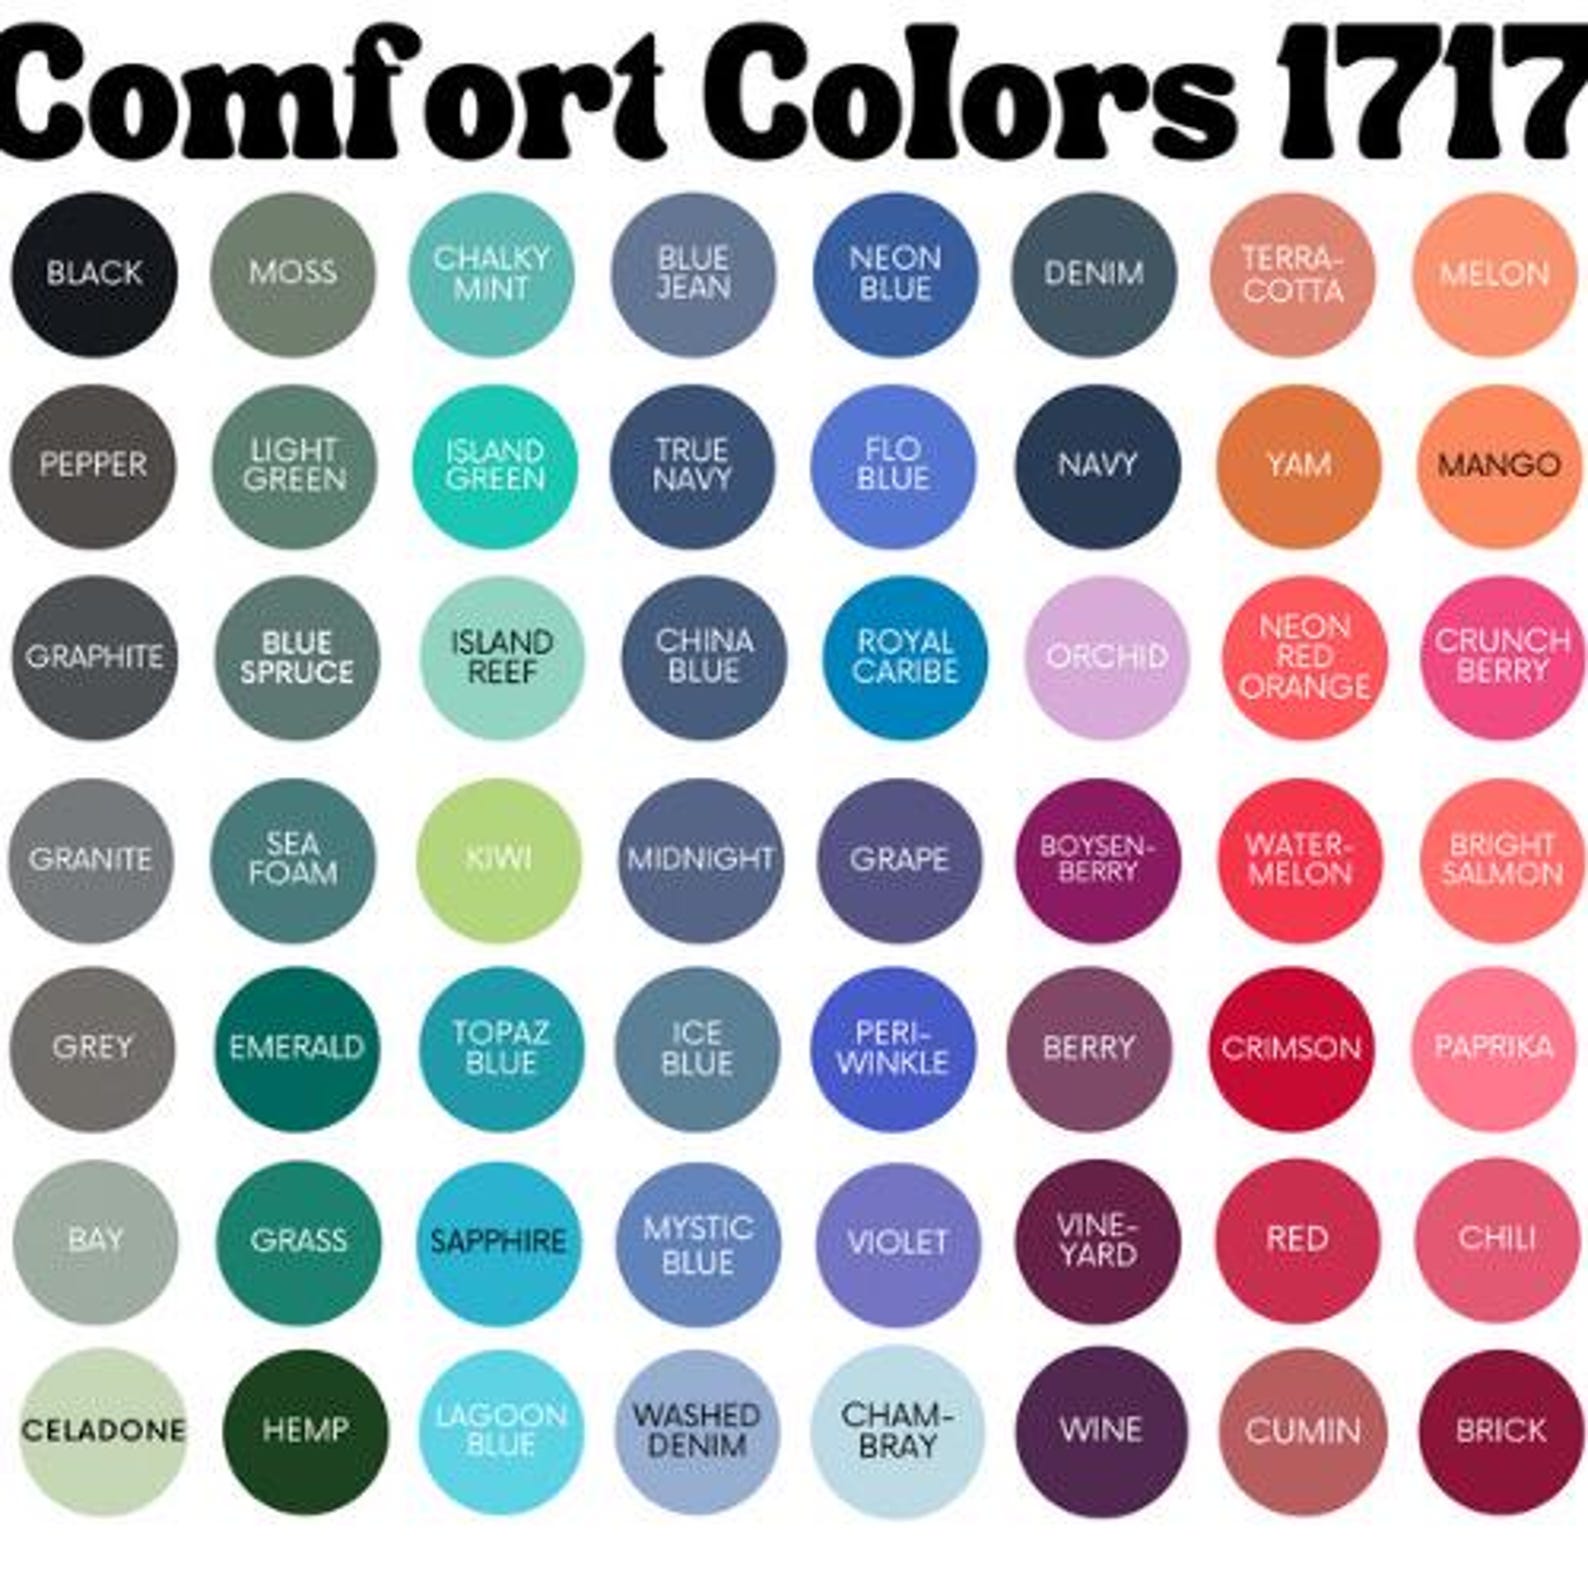 Comfort Colors 1717
BLACK
MOSS
CHALKY
MINT
BLUE
JEAN
NEON
BLUE
DENIM
TERRA-
COTTA
MELON
PEPPER
LIGHT
GREEN
ISLAND
GREEN
TRUE
NAVY
FLO
BLUE
NAVY
YAM
MANGO
GRAPHITE
BLUE
SPRUCE
ISLAND
REEF
CHINA
BLUE
ROYAL
CARIBE
ORCHID
NEON
RED
ORANGE
CRUNCH
BERRY
GRANITE
SEA
FOAM
KIWI
MIDNIGHT
GRAPE
BOYSEN-
BERRY
WATER-
MELON
BRIGHT
SALMON
GREY
EMERALD
TOPAZ
BLUE
ICE
BLUE
PERI-
WINKLE
BERRY
CRIMSON
PAPRIKA
BAY
GRASS
SAPPHIRE
MYSTIC
BLUE
VIOLET
VINE-
YARD
RED
CHILI
CELADONE
HEMP
LAGOON
BLUE
WASHED
DENIM
CHAM-
BRAY
WINE
CUMIN
BRICK